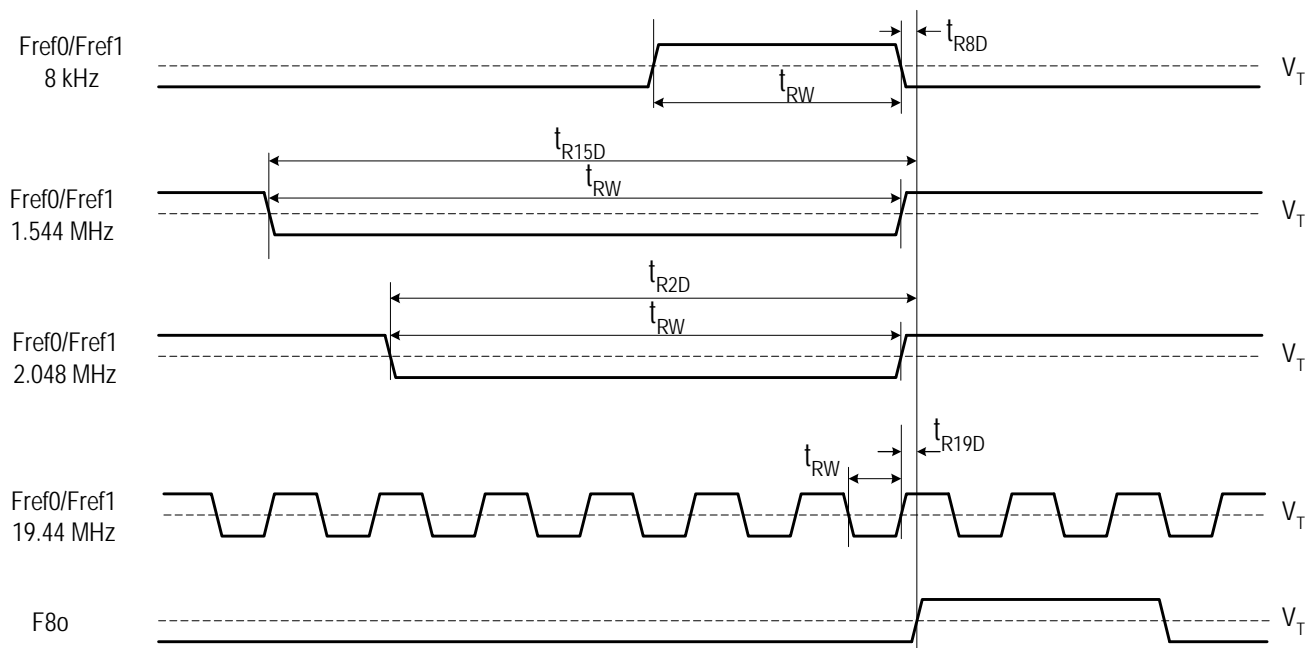 Fref0/Fref1
8 kHz
tR8D
tRW
VT
tR15D
tRW
Fref0/Fref1
1.544 MHz
VT
tR2D
tRW
Fref0/Fref1
2.048 MHz
VT
tR19D
tRW
Fref0/Fref1
19.44 MHz
VT
F8o
VT